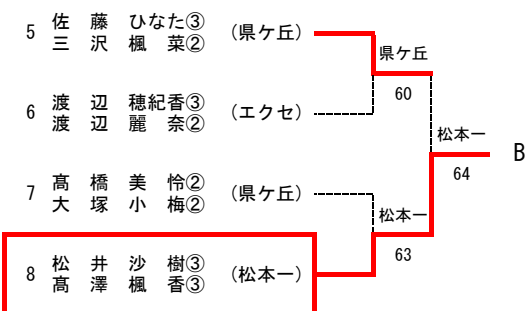 5 佐 藤 ひなた③ (県ケ丘)
三 沢 楓 菜②
県ケ丘
60
6 渡 辺 穂紀香③ (エクセ)
渡 辺 麗 奈②
松本一
64
B
7 髙 橋 美 怜② (県ケ丘)
大 塚 小 梅②
松本一
63
8 松 井 沙 樹③ (松本一)
髙 澤 楓 香③